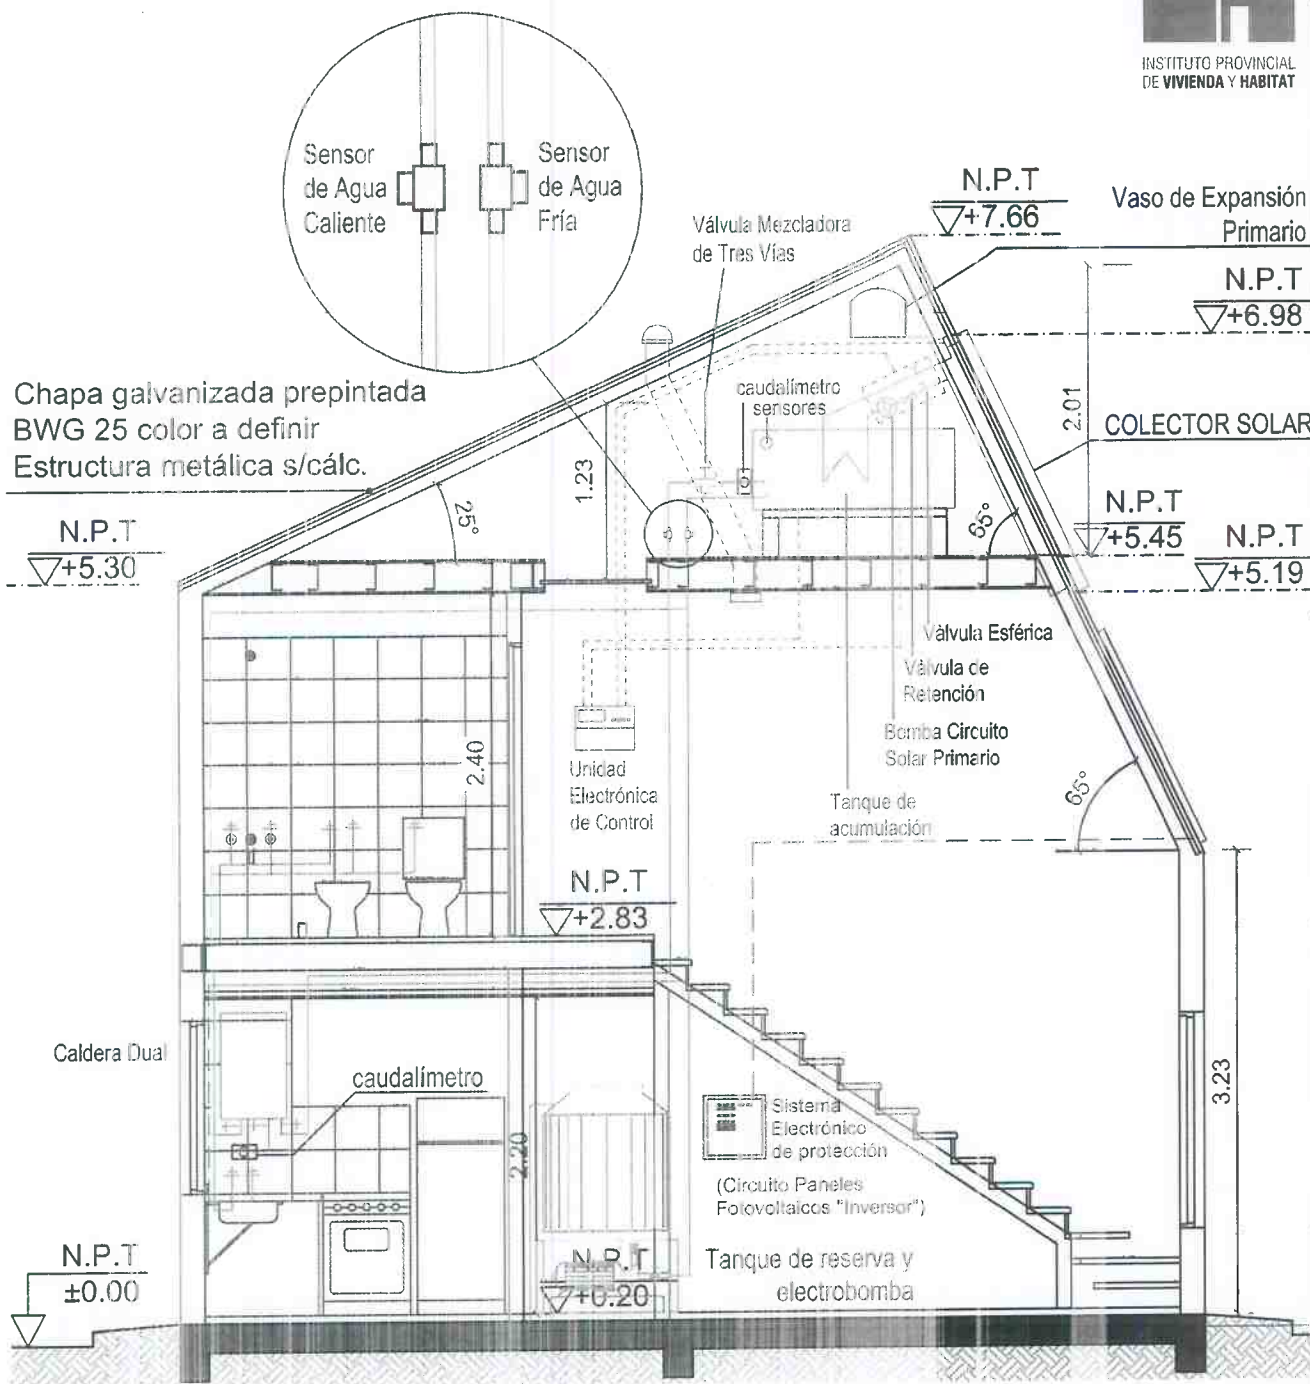 INSTITUTO PROVINCIAL
DE VIVIENDA Y HABITAT
Sensor
de Agua
Caliente
Sensor
de Agua
Fría
Válvula Mezcladora
de Tres Vías
N.P.T
+7.66
Vaso de Expansión
Primario
N.P.T
+6.98
Chapa galvanizada prepintada
BWG 25 color a definir
Estructura metálica s/cálc.
caudalímetro
sensores
2.01
COLECTOR SOLAR
1.23
25°
65°
N.P.T
+5.30
N.P.T
+5.45
N.P.T
+5.19
Válvula Esférica
Válvula de
Retención
Bomba Circuito
Solar Primario
2.40
Unidad
Electrónica
de Control
Tanque de
acumulación
65°
N.P.T
+2.83
Caldera Dual
caudalímetro
2.20
Sistema
Electrónico
de protección
(Circuito Paneles
Fotovoltaicos "Inversor")
3.23
N.P.T
±0.00
N.P.T
+0.20
Tanque de reserva y
electrobomba